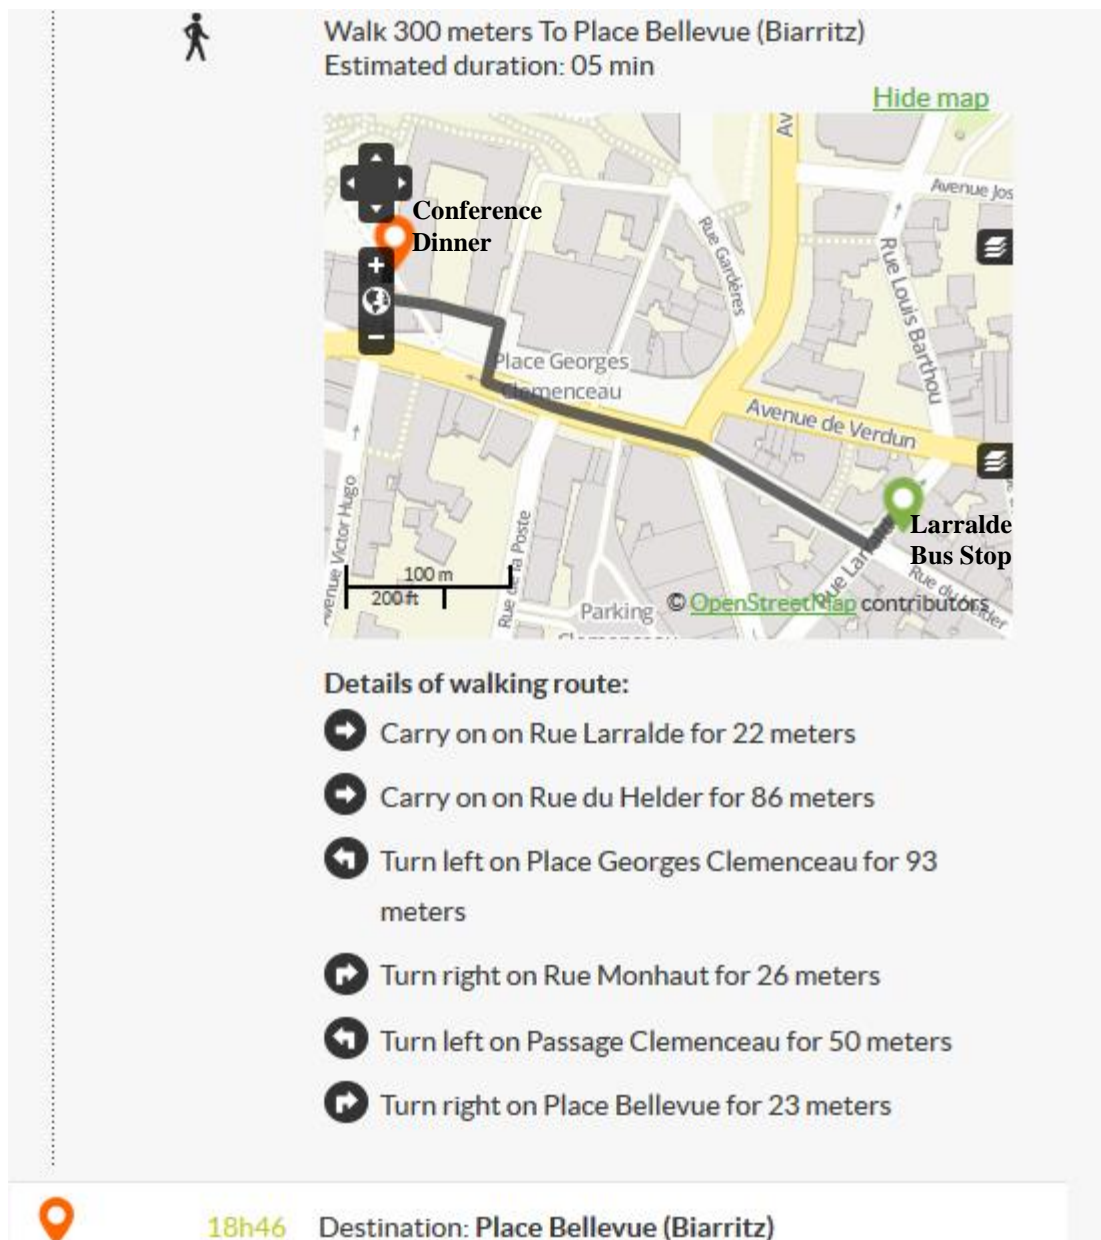 Walk 300 meters To Place Bellevue (Biarritz)
Estimated duration: 05 min
Hide map
Av
Avenue Jos
Conference
Dinner
Rue Gardères
Rue Louis Barthou
+
−
Place Georges
Clemenceau
Avenue de Verdun
Larralde
Bus Stop
venue Victor Hugo
la Poste
Rue du Helder
100 m
200 ft
Parking
© OpenStreetMap contributors
Details of walking route:
Carry on on Rue Larralde for 22 meters
Carry on on Rue du Helder for 86 meters
Turn left on Place Georges Clemenceau for 93
meters
Turn right on Rue Monhaut for 26 meters
Turn left on Passage Clemenceau for 50 meters
Turn right on Place Bellevue for 23 meters
18h46 Destination: Place Bellevue (Biarritz)